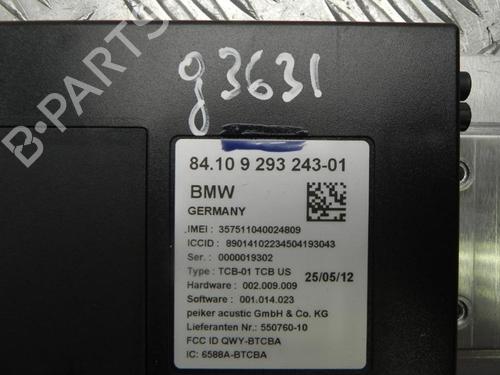 B-PARTS
g3631
84.10 9 293 243-01
BMW
GERMANY
IMEI : 357511040024809
ICCID : 89014102234504193043
Ser. : 0000019302
Type : TCB-01 TCB US 25/05/12
Hardware : 002.009.009
Software : 001.014.023
peiker acustic GmbH & Co. KG
Lieferanten Nr.: 550760-10
FCC ID QWY-BTCBA
IC: 6588A-BTCBA